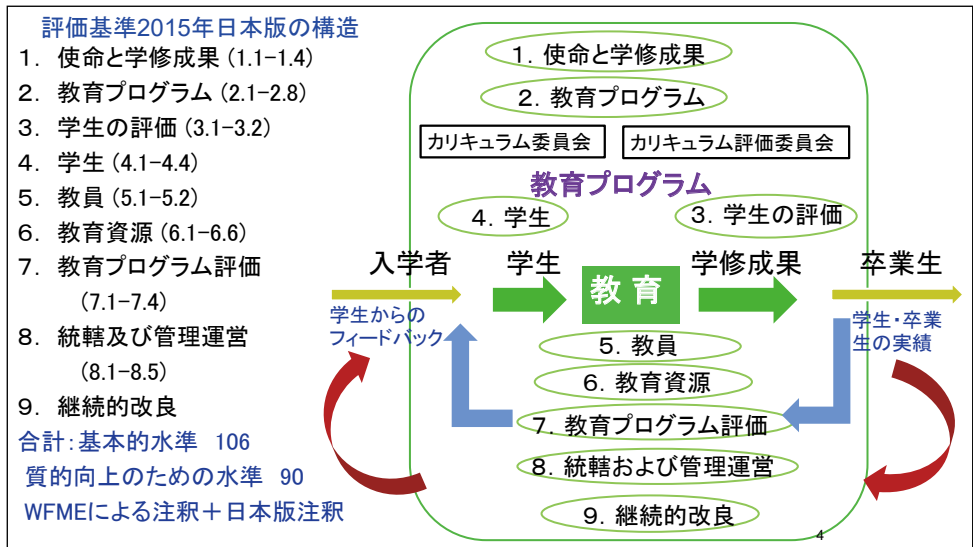 評価基準2015年日本版の構造
1. 使命と学修成果 (1.1-1.4)
2. 教育プログラム (2.1-2.8)
3. 学生の評価 (3.1-3.2)
4. 学生 (4.1-4.4)
5. 教員 (5.1-5.2)
6. 教育資源 (6.1-6.6)
7. 教育プログラム評価
(7.1-7.4)
8. 統轄及び管理運営
(8.1-8.5)
9. 継続的改良
合計:基本的水準 106
質的向上のための水準 90
WFMEによる注釈+日本版注釈
1. 使命と学修成果
2. 教育プログラム
カリキュラム委員会
カリキュラム評価委員会
教育プログラム
4. 学生
3. 学生の評価
入学者
学生
教育
学修成果
卒業生
学生からの
フィードバック
学生・卒業
生の実績
5. 教員
6. 教育資源
7. 教育プログラム評価
8. 統轄および管理運営
9. 継続的改良
4